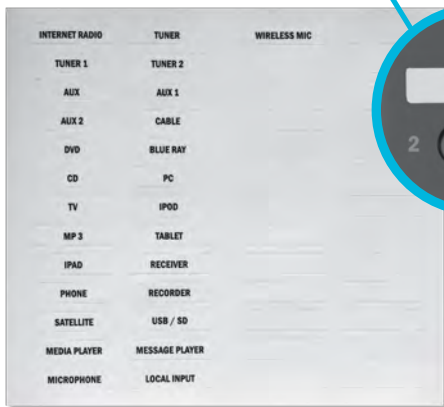 INTERNET RADIO TUNER WIRELESS MIC
TUNER 1 TUNER 2
AUX AUX 1
AUX 2 CABLE
DVD BLUE RAY
CD PC
TV IPOD
MP 3 TABLET
IPAD RECEIVER
PHONE RECORDER
SATELLITE USB / SD
MEDIA PLAYER MESSAGE PLAYER
MICROPHONE LOCAL INPUT
2